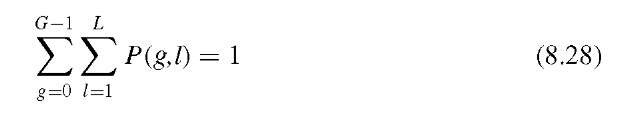 G−1 L
∑ ∑ P(g,l) = 1 (8.28)
g=0 l=1